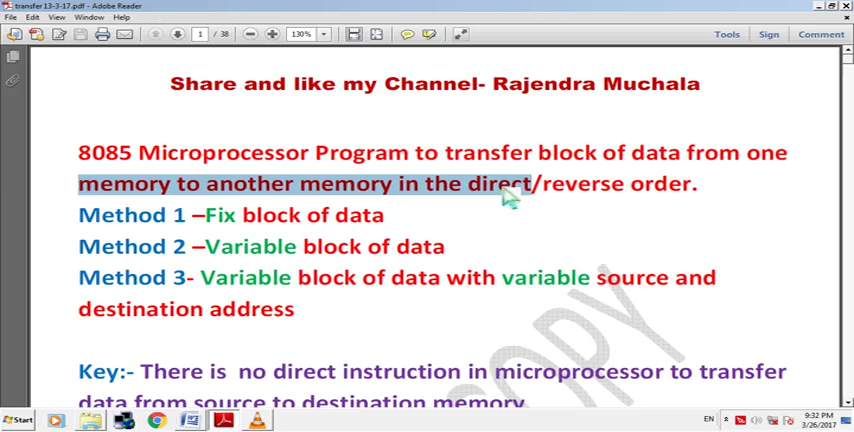 transfer 13-3-17.pdf - Adobe Reader
File Edit View Window Help
1 / 38 130% Tools Sign Comment
Share and like my Channel- Rajendra Muchala
8085 Microprocessor Program to transfer block of data from one
memory to another memory in the direct/reverse order.
Method 1 –Fix block of data
Method 2 –Variable block of data
Method 3- Variable block of data with variable source and
destination address
Key:- There is no direct instruction in microprocessor to transfer
data from source to destination memory.
COPY
Start EN 9:32 PM
3/26/2017